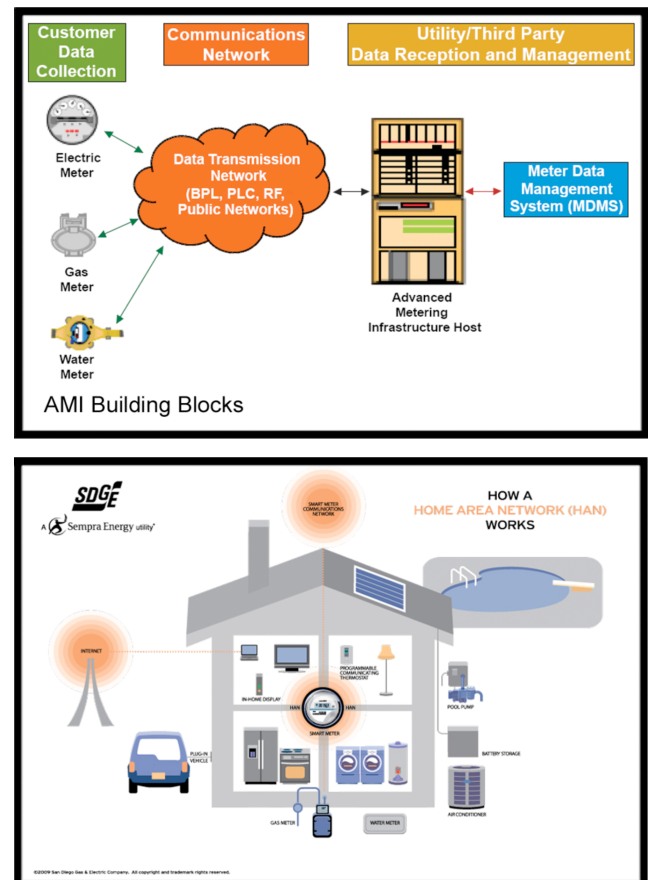 Customer
Data
Collection
Communications
Network
Utility/Third Party
Data Reception and Management
Electric
Meter
Data Transmission
Network
(BPL, PLC, RF,
Public Networks)
Meter Data
Management
System (MDMS)
Gas
Meter
Advanced
Metering
Infrastructure Host
Water
Meter
AMI Building Blocks
SDGE
A Sempra Energy utility
SMART METER
COMMUNICATIONS
NETWORK
HOW A
HOME AREA NETWORK (HAN)
WORKS
INTERNET
PROGRAMMABLE
COMMUNICATING
THERMOSTAT
IN-HOME DISPLAY
HAN
HAN
SMART METER
POOL PUMP
PLUG-IN
VEHICLE
BATTERY STORAGE
GAS METER
WATER METER
AIR CONDITIONER
©2009 San Diego Gas & Electric Company. All copyright and trademark rights reserved.